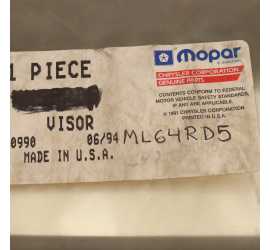 Mopar
CHRYSLER CORPORATION
GENUINE PARTS
1 PIECE
CONTENTS CONFORM TO FEDERAL
MOTOR VEHICLE SAFETY STANDARDS,
IF ANY ARE APPLICABLE.
© 1991 CHRYSLER CORPORATION
PRINTED IN U.S.A.
VISOR
0990 06/94 ML64RD5
MADE IN U.S.A.